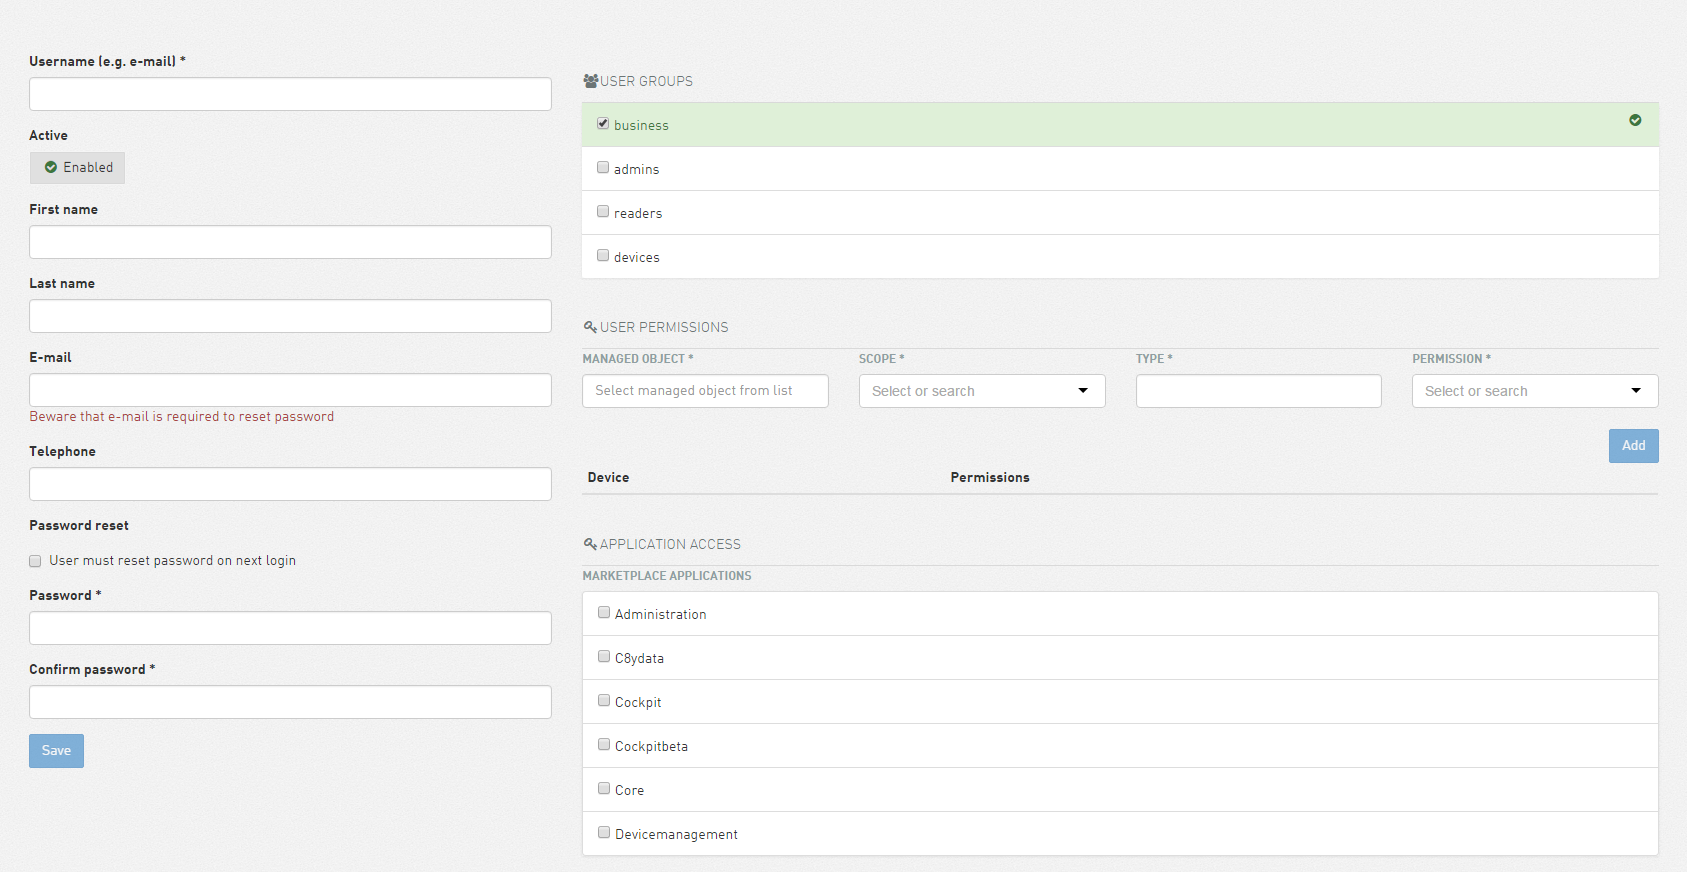 Username (e.g. e-mail) *
Active
Enabled
First name
Last name
E-mail
Beware that e-mail is required to reset password
Telephone
Password reset
User must reset password on next login
Password *
Confirm password *
Save
USER GROUPS
business
admins
readers
devices
USER PERMISSIONS
MANAGED OBJECT * SCOPE * TYPE * PERMISSION *
Select managed object from list Select or search Select or search
Add
Device Permissions
APPLICATION ACCESS
MARKETPLACE APPLICATIONS
Administration
C8ydata
Cockpit
Cockpitbeta
Core
Devicemanagement